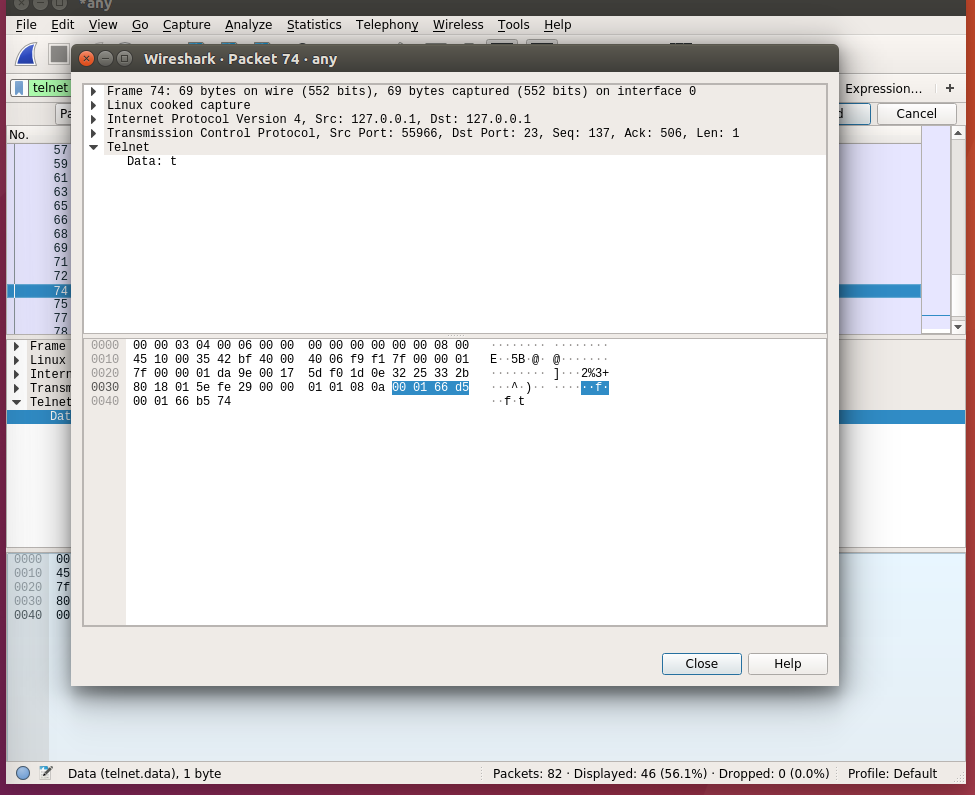 *any
File Edit View Go Capture Analyze Statistics Telephony Wireless Tools Help
Wireshark · Packet 74 · any
telnet
Expression... +
Cancel
No.
57
59
61
63
65
66
68
69
71
72
74
75
77
78
Frame 74: 69 bytes on wire (552 bits), 69 bytes captured (552 bits) on interface 0
Linux cooked capture
Internet Protocol Version 4, Src: 127.0.0.1, Dst: 127.0.0.1
Transmission Control Protocol, Src Port: 55966, Dst Port: 23, Seq: 137, Ack: 506, Len: 1
Telnet
Data: t
0000 00 00 03 04 00 06 00 00 00 00 00 00 00 00 08 00 ········ ········
0010 45 10 00 35 42 bf 40 00 40 06 f9 f1 7f 00 00 01 E··5B·@· @·······
0020 7f 00 00 01 da 9e 00 17 5d f0 1d 0e 32 25 33 2b ········ ]···2%3+
0030 80 18 01 5e fe 29 00 00 01 01 08 0a 00 01 66 d5 ···^·)·· ······f·
0040 00 01 66 b5 74 ··f·t
Frame
Linux
Intern
Transm
Telnet
Dat
0000 00
0010 45
0020 7f
0030 80
0040 00
Close Help
Data (telnet.data), 1 byte
Packets: 82 · Displayed: 46 (56.1%) · Dropped: 0 (0.0%)
Profile: Default